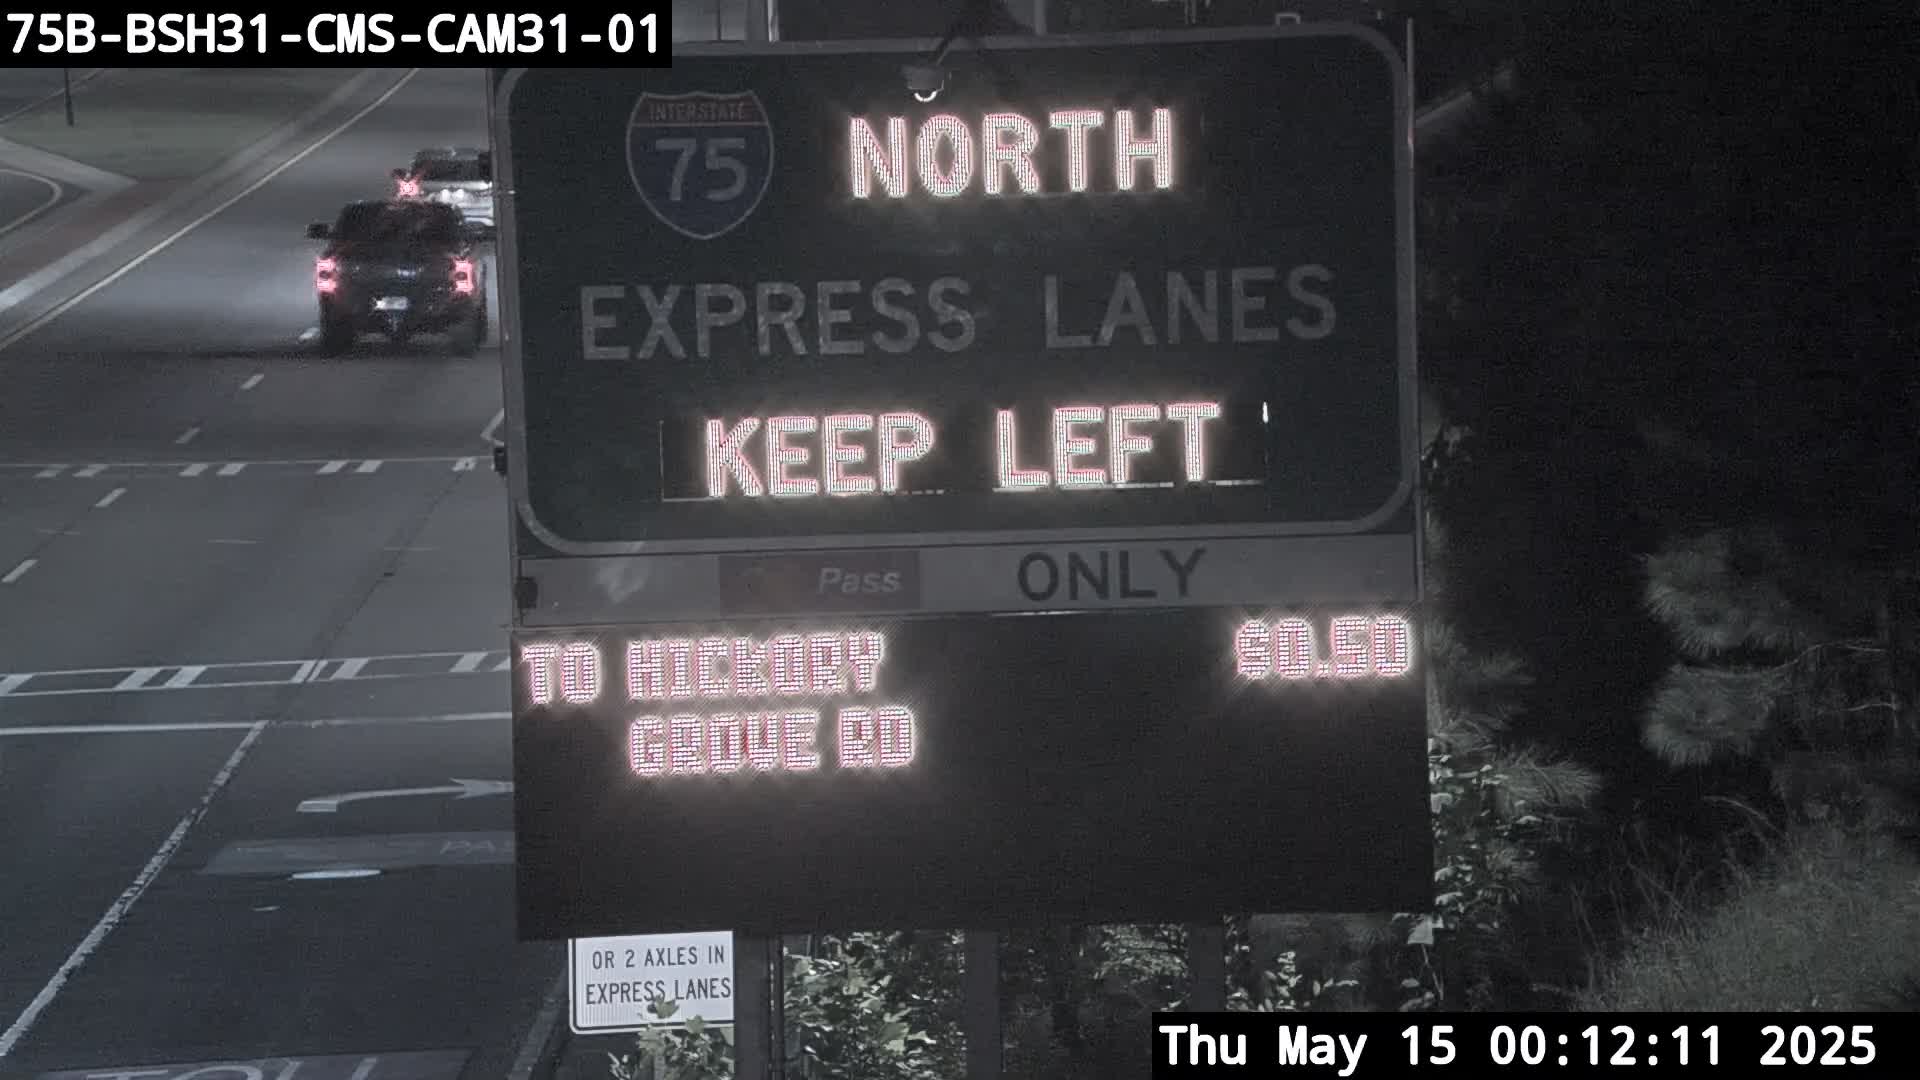 75B-BSH31-CMS-CAM31-01
INTERSTATE
75
NORTH
EXPRESS LANES
KEEP LEFT
Pass ONLY
TO HICKORY $0.50
GROVE RD
OR 2 AXLES IN
EXPRESS LANES
Thu May 15 00:12:11 2025